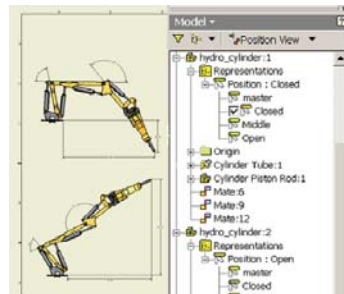 Model
Position View
hydro_cylinder:1
Representations
Position : Closed
master
Closed
Middle
Open
Origin
Cylinder Tube:1
Cylinder Piston Rod:1
Mate:6
Mate:9
Mate:12
hydro_cylinder:2
Representations
Position : Open
master
Closed